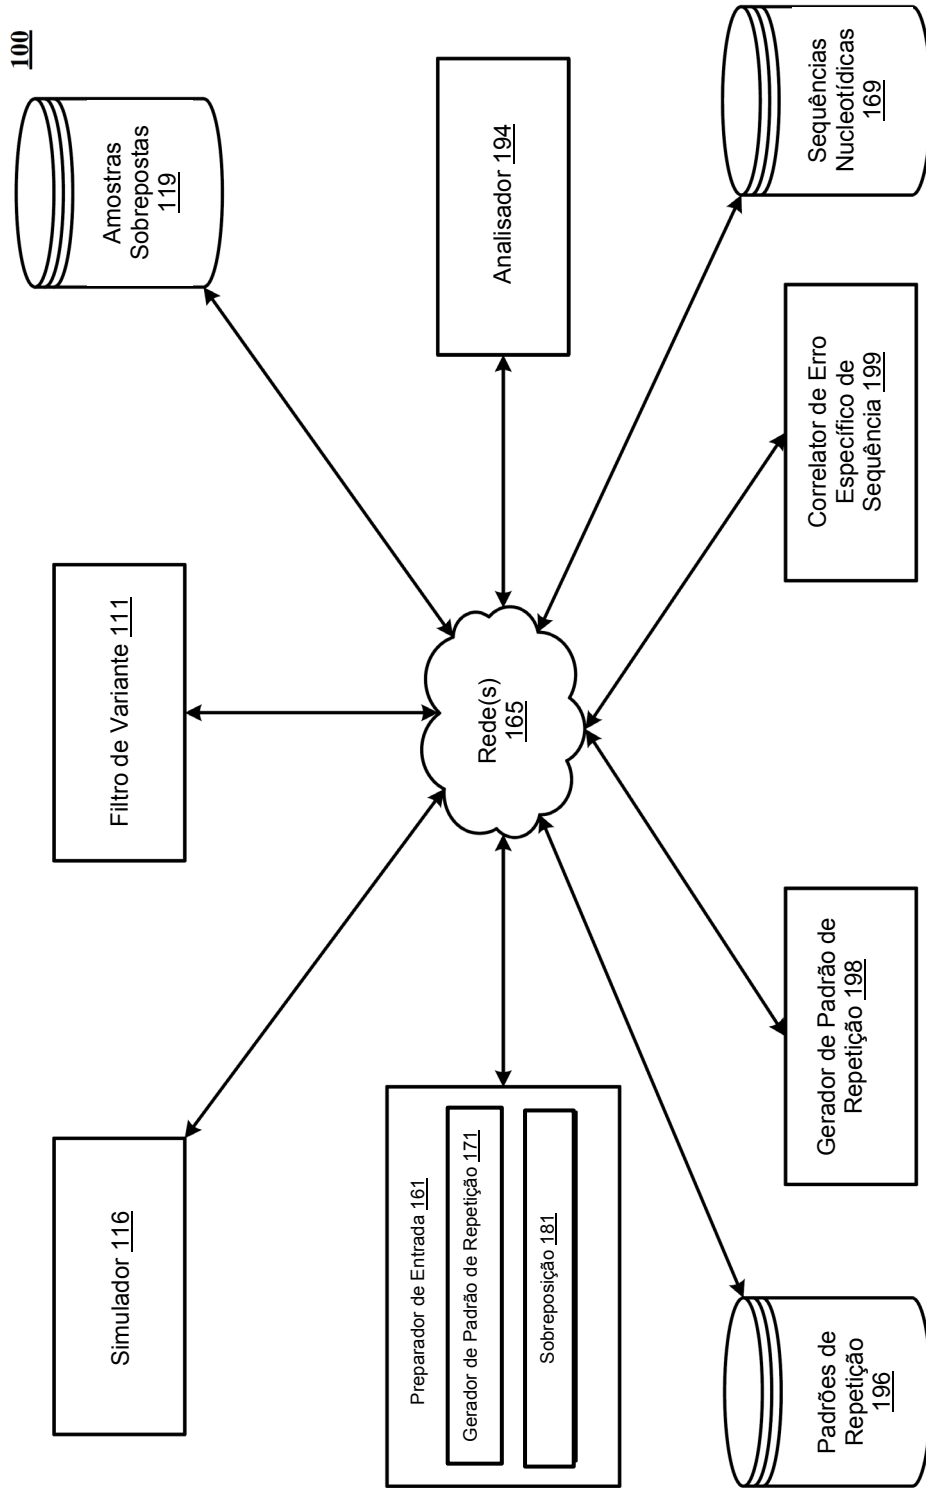 100
Simulador 116
Filtro de Variante 111
Amostras
Sobrepostas
119
Preparador de Entrada 161
Gerador de Padrão de Repetição 171
Sobreposição 181
Rede(s)
165
Analisador 194
Padrões de
Repetição
196
Gerador de Padrão de
Repetição 198
Correlator de Erro
Específico de
Sequência 199
Sequências
Nucleotídicas
169